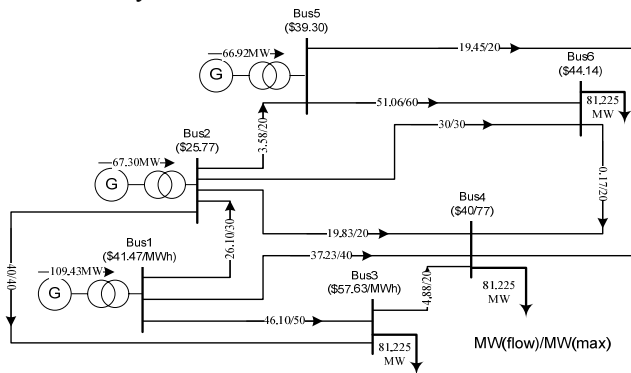 Bus5
($39.30)
66.92MW
G
19.45/20
Bus6
($44.14)
51.06/60
81.225
MW
Bus2
($25.77)
3.58/20
30/30
67.30MW
G
0.17/20
19.83/20
Bus4
($40/77)
26.10/30
Bus1
($41.47/MWh)
37.23/40
40/40
109.43MW
G
Bus3
($57.63/MWh)
4.88/20
46.10/50
81.225
MW
81.225
MW
MW(flow)/MW(max)